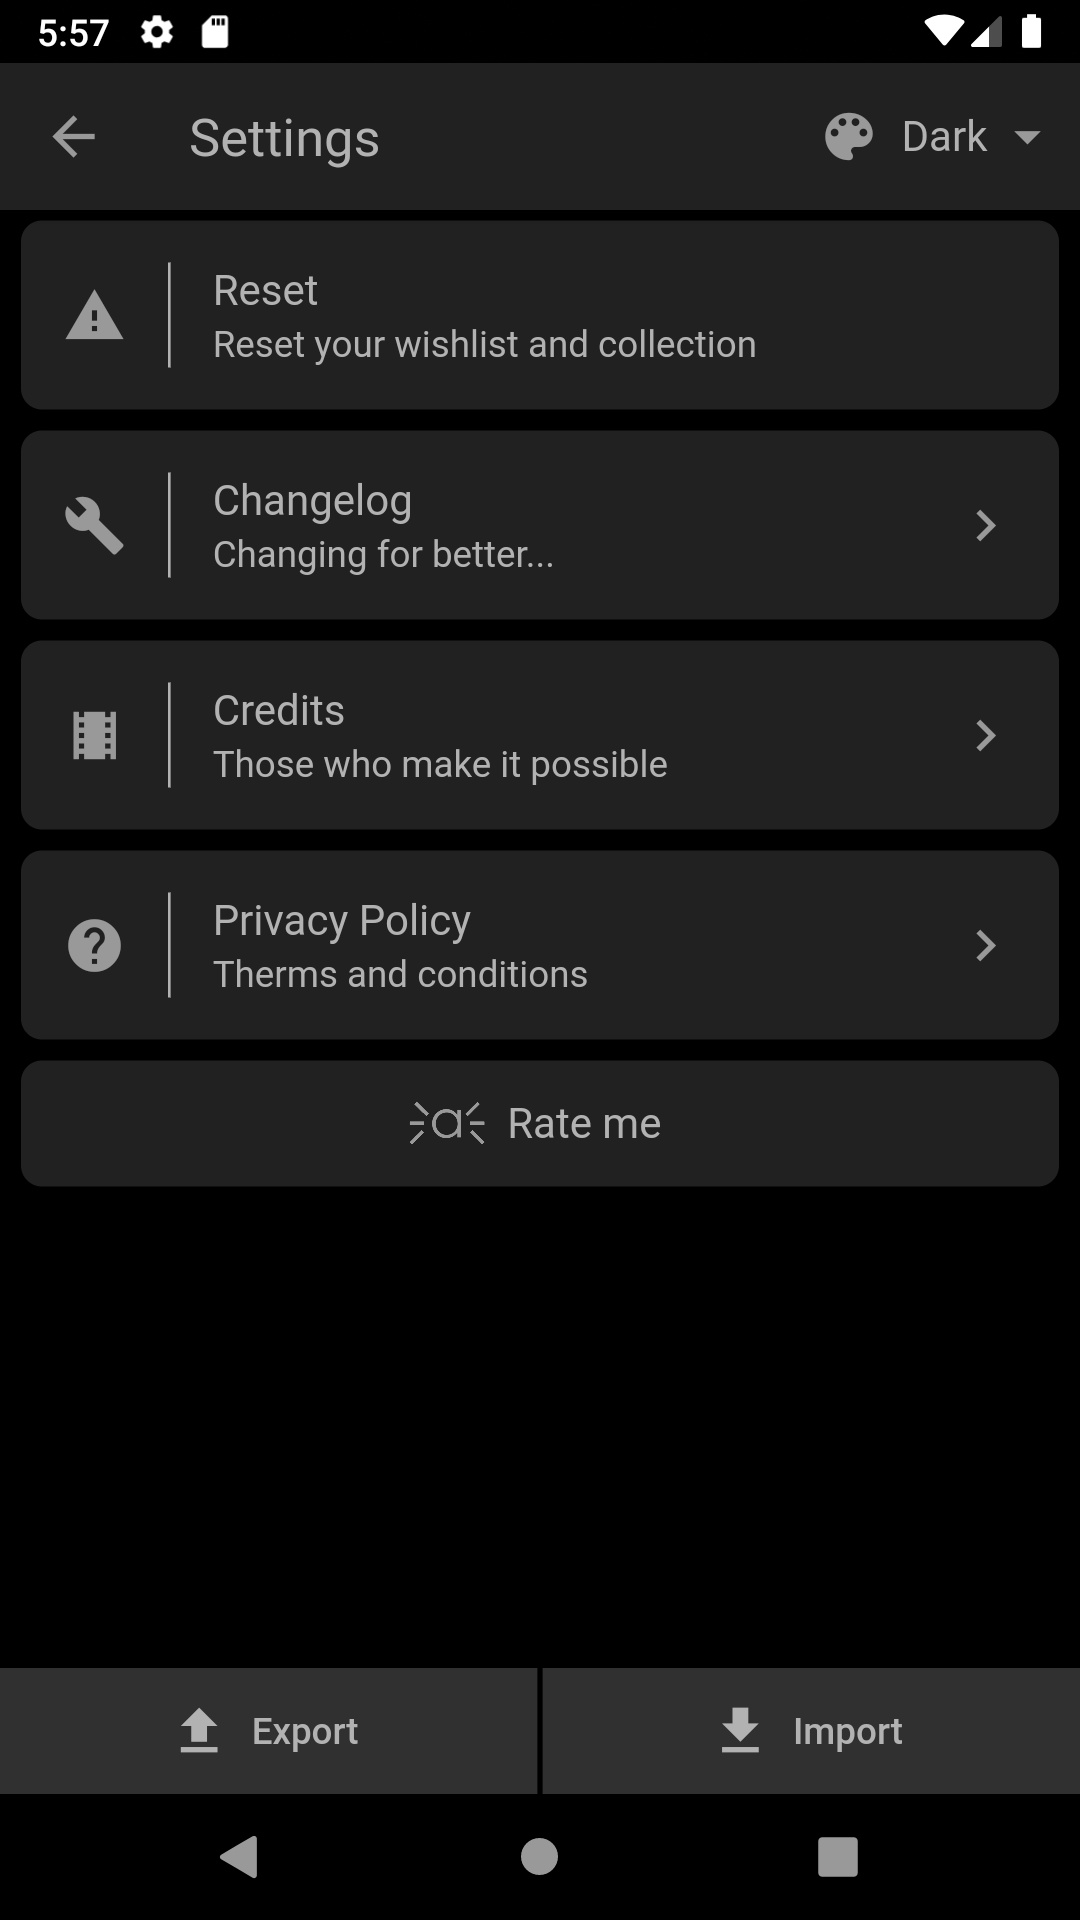 5:57
Settings
Dark
Reset
Reset your wishlist and collection
Changelog
Changing for better...
Credits
Those who make it possible
Privacy Policy
Therms and conditions
Rate me
Export
Import